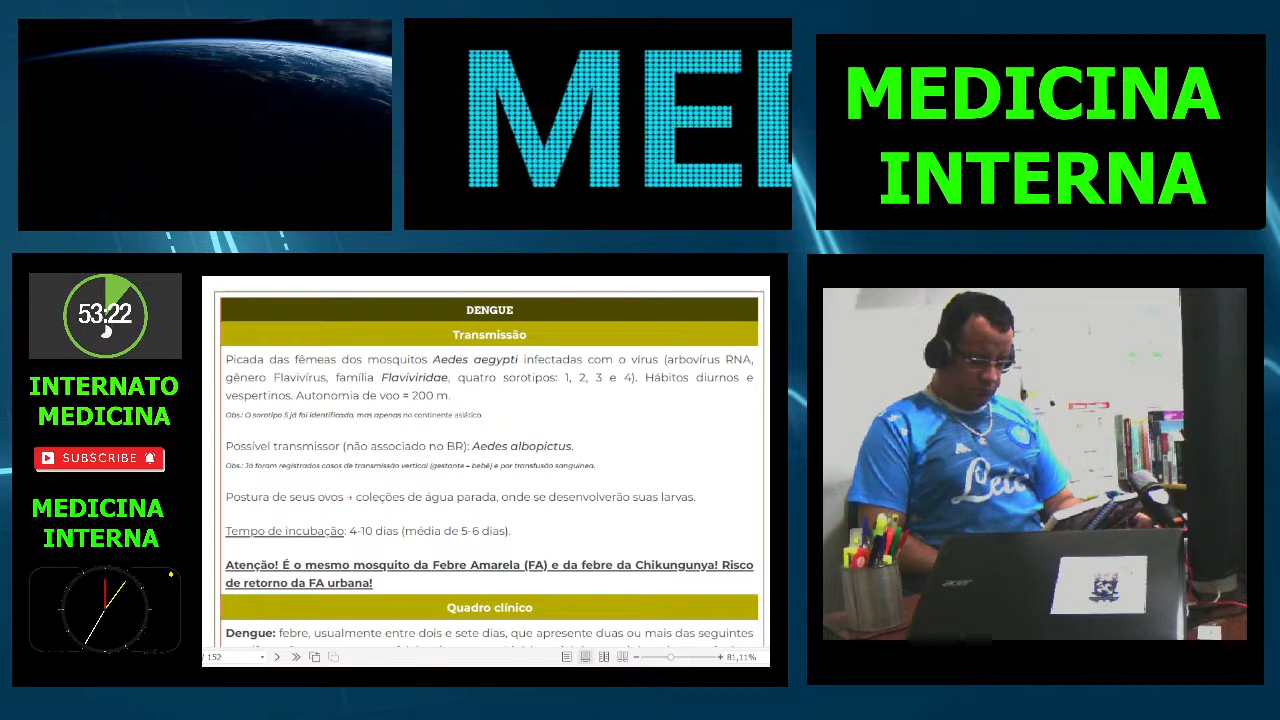 MED
MEDICINA
INTERNA
53:22
INTERNATO
MEDICINA
SUBSCRIBE
MEDICINA
INTERNA
DENGUE
Transmissão
Picada das fêmeas dos mosquitos Aedes aegypti infectadas com o vírus (arbovírus RNA,
gênero Flavivírus, família Flaviviridae, quatro sorotipos: 1, 2, 3 e 4). Hábitos diurnos e
vespertinos. Autonomia de voo = 200 m.
Obs.: O sorotipo 5 já foi identificado, mas apenas no continente asiático.
Possível transmissor (não associado no BR): Aedes albopictus.
Obs.: Já foram registrados casos de transmissão vertical (gestante – bebê) e por transfusão sanguínea.
Postura de seus ovos → coleções de água parada, onde se desenvolverão suas larvas.
Tempo de incubação: 4-10 dias (média de 5-6 dias).
Atenção! É o mesmo mosquito da Febre Amarela (FA) e da febre da Chikungunya! Risco
de retorno da FA urbana!
Quadro clínico
Dengue: febre, usualmente entre dois e sete dias, que apresente duas ou mais das seguintes
/ 152
81,11%
Letc
acer